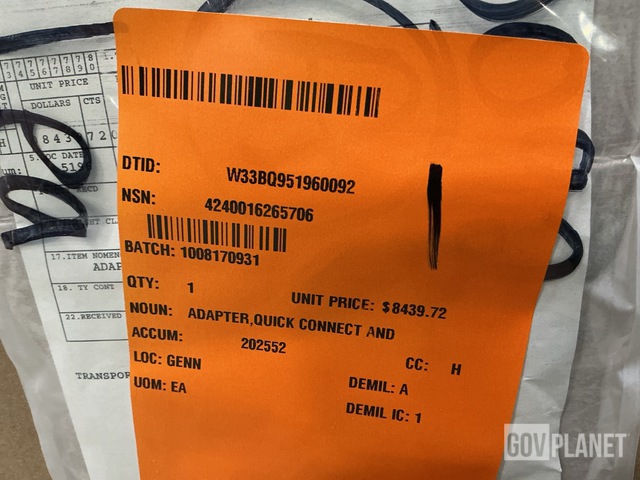 UNIT PRICE
DOLLARS CTS
DTID: W33BQ951960092
NSN: 4240016265706
BATCH: 1008170931
QTY: 1
UNIT PRICE: $8439.72
NOUN: ADAPTER,QUICK CONNECT AND
ACCUM: 202552
LOC: GENN
CC: H
UOM: EA
DEMIL: A
DEMIL IC: 1
17.ITEM NOMEN
ADAP
18. TY CONT
22.RECEIVED
TRANSPOR
GOVPLANET